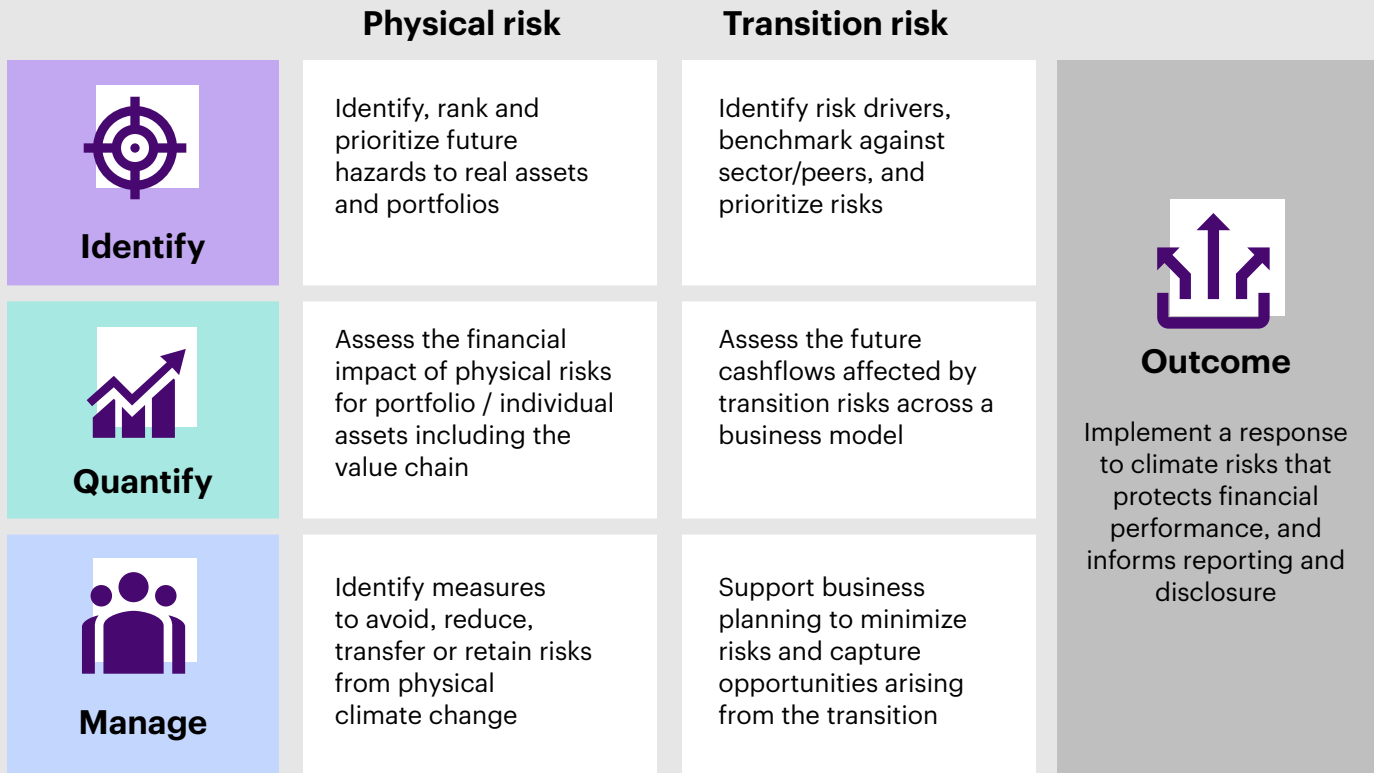 Physical risk
Transition risk
Identify
Identify, rank and
prioritize future
hazards to real assets
and portfolios
Identify risk drivers,
benchmark against
sector/peers, and
prioritize risks
Quantify
Assess the financial
impact of physical risks
for portfolio / individual
assets including the
value chain
Assess the future
cashflows affected by
transition risks across a
business model
Manage
Identify measures
to avoid, reduce,
transfer or retain risks
from physical
climate change
Support business
planning to minimize
risks and capture
opportunities arising
from the transition
Outcome
Implement a response
to climate risks that
protects financial
performance, and
informs reporting and
disclosure